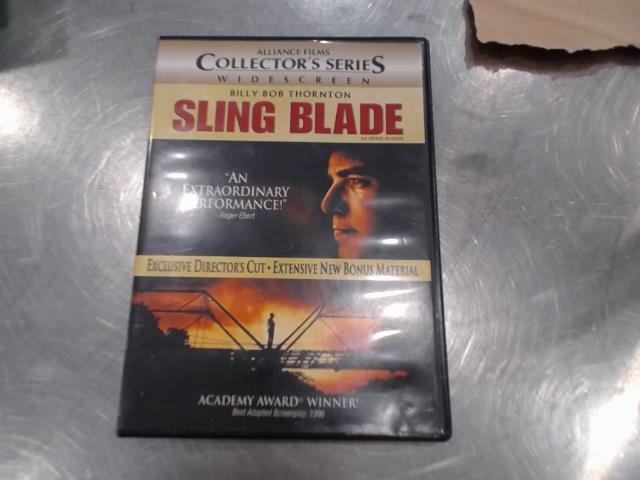 ALLIANCE FILMS
COLLECTOR'S SERIES
WIDESCREEN
BILLY BOB THORNTON
SLING BLADE
"AN
EXTRAORDINARY
PERFORMANCE!"
-Roger Ebert
EXCLUSIVE DIRECTOR'S CUT • EXTENSIVE NEW BONUS MATERIAL
ACADEMY AWARD® WINNER!
Best Adapted Screenplay, 1996